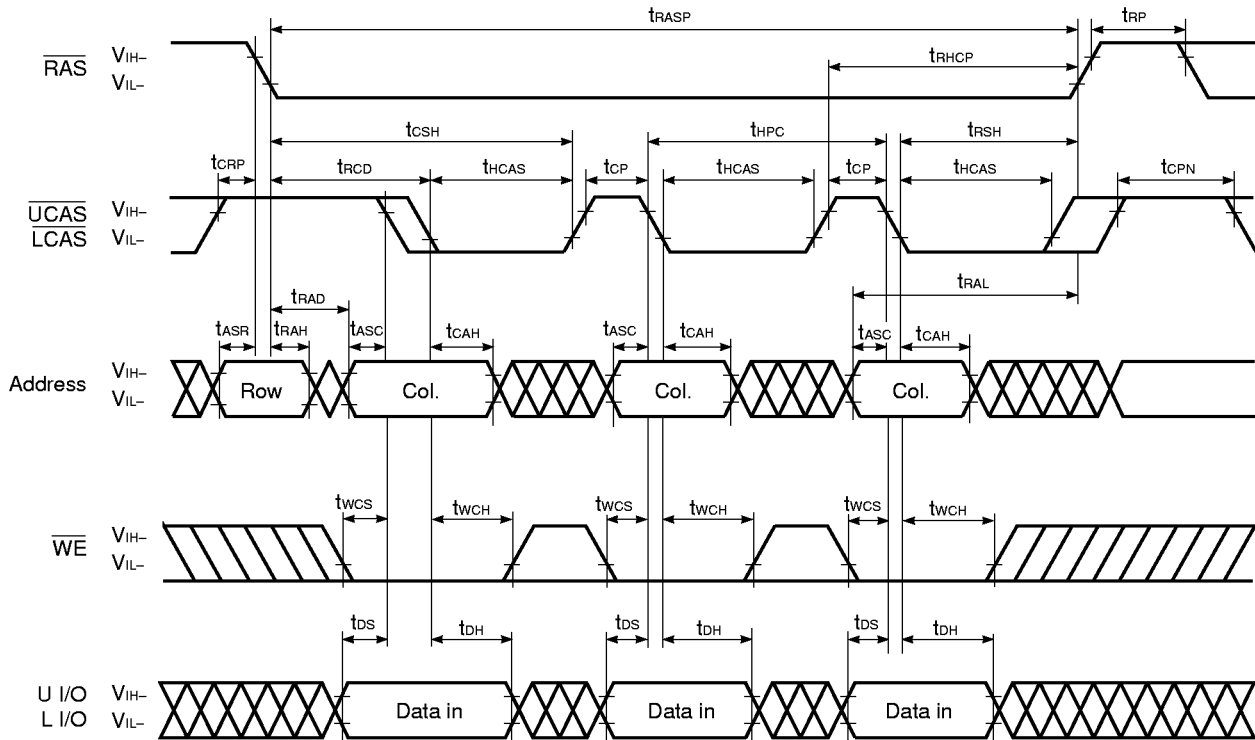 tRASP
tRP
RAS
VIH–
VIL–
tRHCP
tCSH
tHPC
tRSH
tCRP
tRCD
tHCAS
tCP
tHCAS
tCP
tHCAS
tCPN
UCAS
LCAS
VIH–
VIL–
tRAD
tRAL
tASR
tRAH
tASC
tCAH
tASC
tCAH
tASC
tCAH
Address
VIH–
VIL–
Row
Col.
Col.
Col.
tWCS
tWCH
tWCS
tWCH
tWCS
tWCH
WE
VIH–
VIL–
tDS
tDH
tDS
tDH
tDS
tDH
U I/O
L I/O
VIH–
VIL–
Data in
Data in
Data in